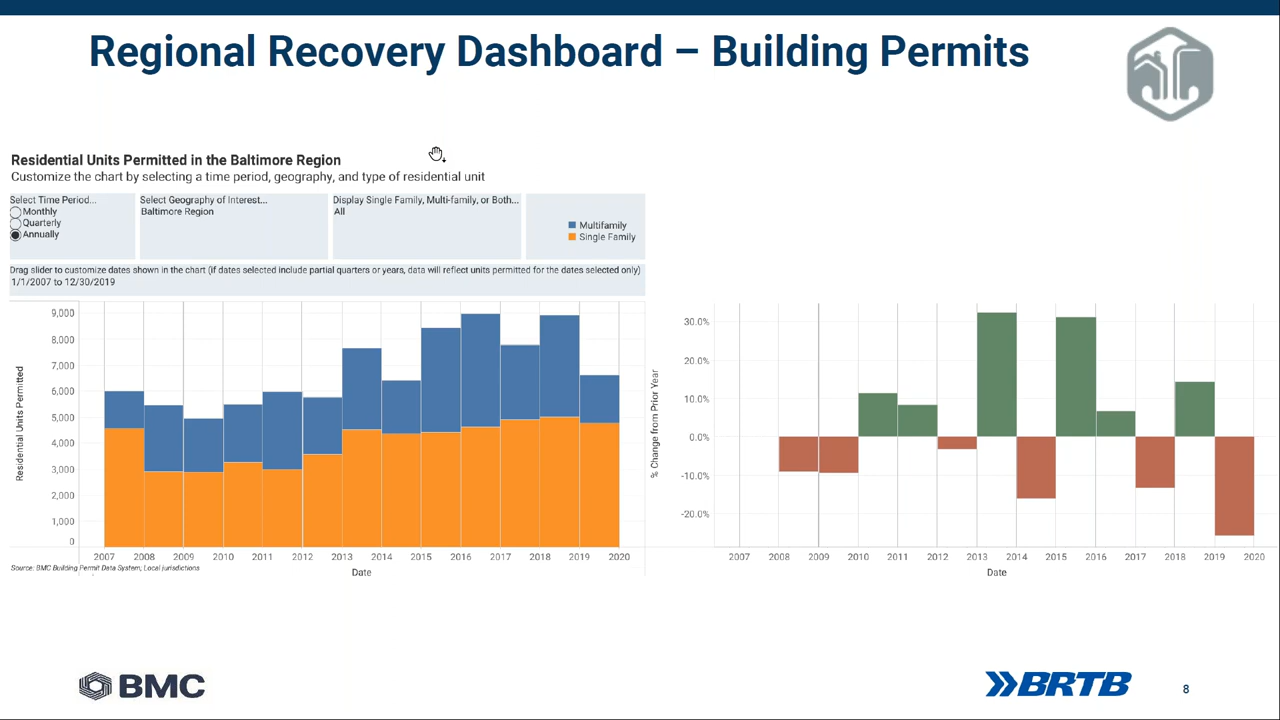 Regional Recovery Dashboard – Building Permits
Residential Units Permitted in the Baltimore Region
Customize the chart by selecting a time period, geography, and type of residential unit
Select Time Period...
Monthly
Quarterly
Annually
Select Geography of Interest...
Baltimore Region
Display Single Family, Multi-family, or Both...
All
Multifamily
Single Family
Drag slider to customize dates shown in the chart (if dates selected include partial quarters or years, data will reflect units permitted for the dates selected only)
1/1/2007 to 12/30/2019
Residential Units Permitted
9,000
8,000
7,000
6,000
5,000
4,000
3,000
2,000
1,000
0
2007 2008 2009 2010 2011 2012 2013 2014 2015 2016 2017 2018 2019 2020
Date
Source: BMC Building Permit Data System; Local jurisdictions
% Change from Prior Year
30.0%
20.0%
10.0%
0.0%
-10.0%
-20.0%
2007 2008 2009 2010 2011 2012 2013 2014 2015 2016 2017 2018 2019 2020
Date
BMC
BRTB
8